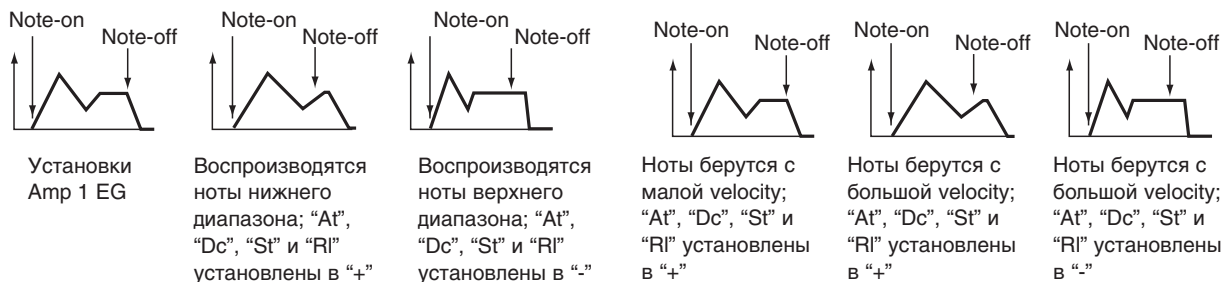 Note-on
Note-off
Установки
Amp 1 EG
Note-on
Note-off
Воспроизводятся
ноты нижнего
диапазона; “At”,
“Dc”, “St” и “Rl”
установлены в “+”
Note-on
Note-off
Воспроизводятся
ноты верхнего
диапазона; “At”,
“Dc”, “St” и “Rl”
установлены в “-”
Note-on
Note-off
Ноты берутся с
малой velocity;
“At”, “Dc”, “St” и
“Rl” установлены
в “+”
Note-on
Note-off
Ноты берутся с
большой velocity;
“At”, “Dc”, “St” и
“Rl” установлены
в “+”
Note-on
Note-off
Ноты берутся с
большой velocity;
“At”, “Dc”, “St” и
“Rl” установлены
в “-”